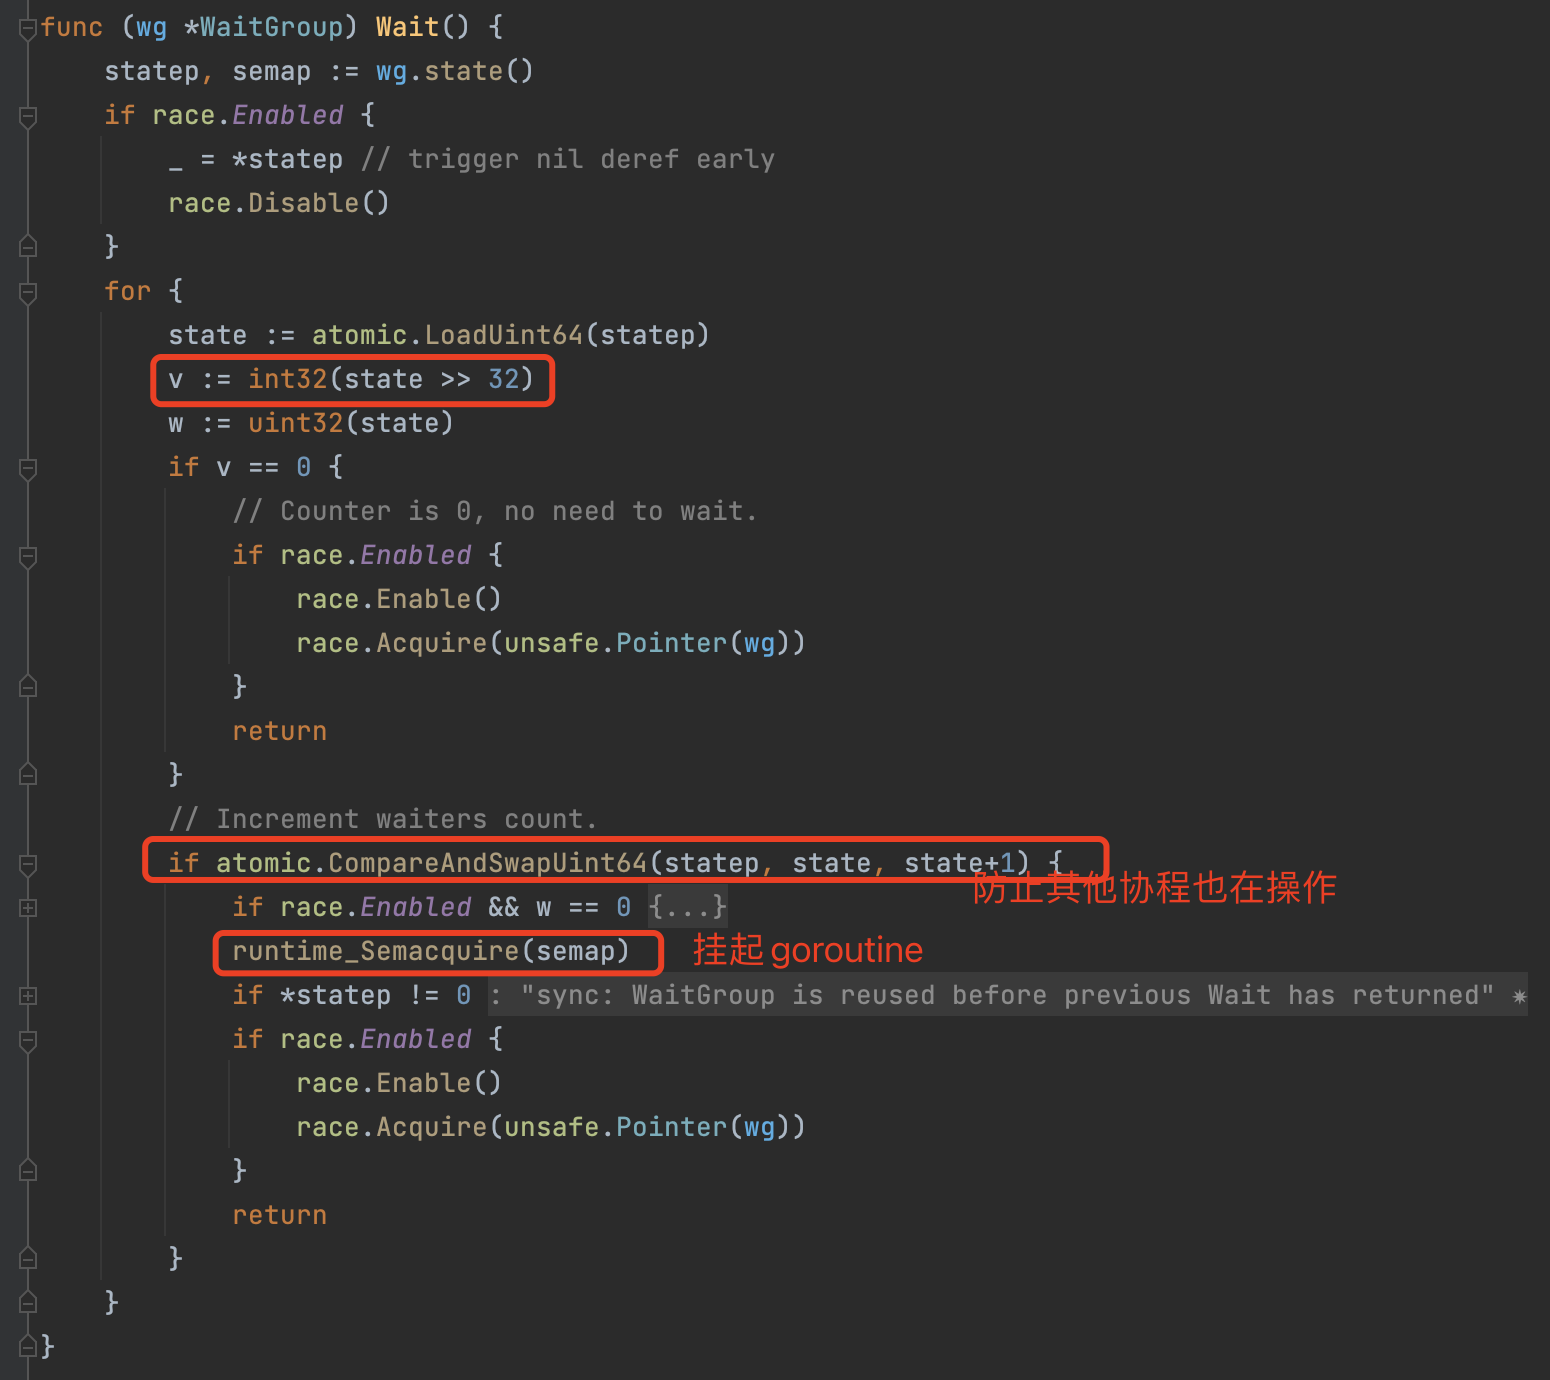 func (wg *WaitGroup) Wait() {
statep, semap := wg.state()
if race.Enabled {
_ = *statep // trigger nil deref early
race.Disable()
}
for {
state := atomic.LoadUint64(statep)
v := int32(state >> 32)
w := uint32(state)
if v == 0 {
// Counter is 0, no need to wait.
if race.Enabled {
race.Enable()
race.Acquire(unsafe.Pointer(wg))
}
return
}
// Increment waiters count.
if atomic.CompareAndSwapUint64(statep, state, state+1) {
防止其他协程也在操作
if race.Enabled && w == 0 {...}
runtime_Semacquire(semap) 挂起 goroutine
if *statep != 0 : "sync: WaitGroup is reused before previous Wait has returned" ✷
if race.Enabled {
race.Enable()
race.Acquire(unsafe.Pointer(wg))
}
return
}
}
}